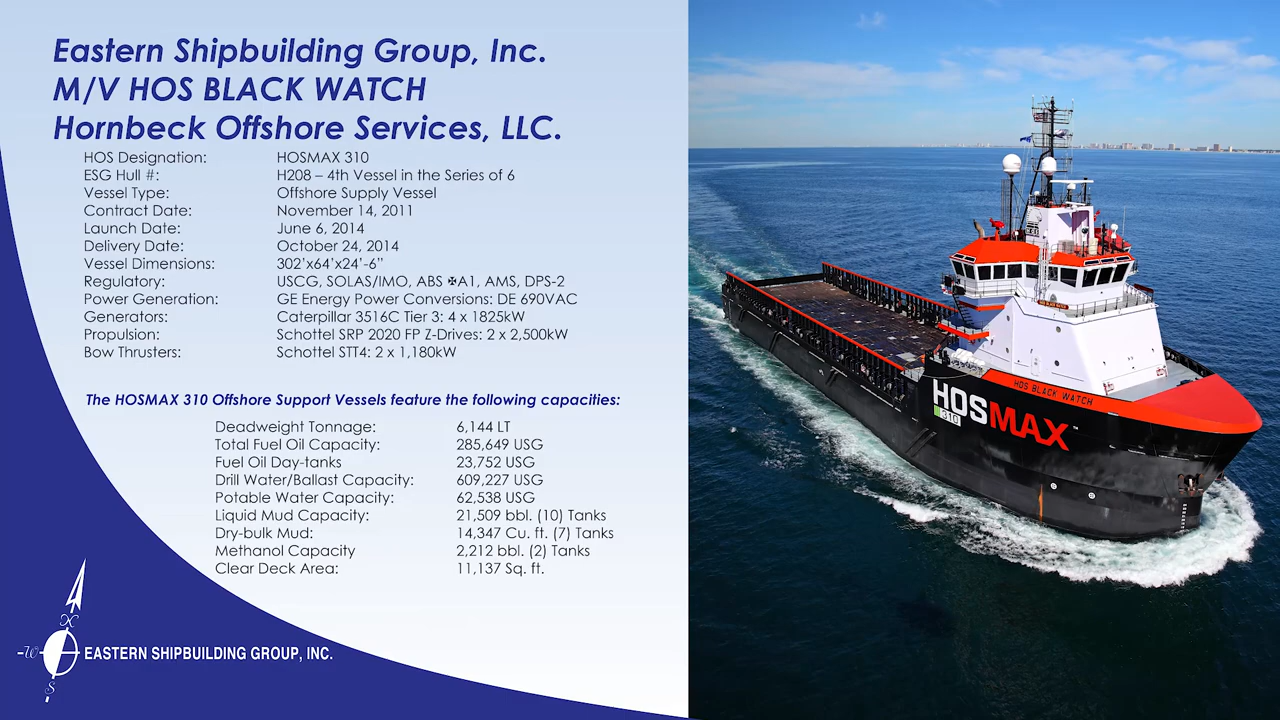 Eastern Shipbuilding Group, Inc.
M/V HOS BLACK WATCH
Hornbeck Offshore Services, LLC.
HOS Designation: HOSMAX 310
ESG Hull #: H208 – 4th Vessel in the Series of 6
Vessel Type: Offshore Supply Vessel
Contract Date: November 14, 2011
Launch Date: June 6, 2014
Delivery Date: October 24, 2014
Vessel Dimensions: 302'x64'x24'-6"
Regulatory: USCG, SOLAS/IMO, ABS ✠A1, AMS, DPS-2
Power Generation: GE Energy Power Conversions: DE 690VAC
Generators: Caterpillar 3516C Tier 3: 4 x 1825kW
Propulsion: Schottel SRP 2020 FP Z-Drives: 2 x 2,500kW
Bow Thrusters: Schottel STT4: 2 x 1,180kW
The HOSMAX 310 Offshore Support Vessels feature the following capacities:
Deadweight Tonnage: 6,144 LT
Total Fuel Oil Capacity: 285,649 USG
Fuel Oil Day-tanks 23,752 USG
Drill Water/Ballast Capacity: 609,227 USG
Potable Water Capacity: 62,538 USG
Liquid Mud Capacity: 21,509 bbl. (10) Tanks
Dry-bulk Mud: 14,347 Cu. ft. (7) Tanks
Methanol Capacity 2,212 bbl. (2) Tanks
Clear Deck Area: 11,137 Sq. ft.
X
W
S
EASTERN SHIPBUILDING GROUP, INC.
HOS BLACK WATCH
HOSMAX™
310